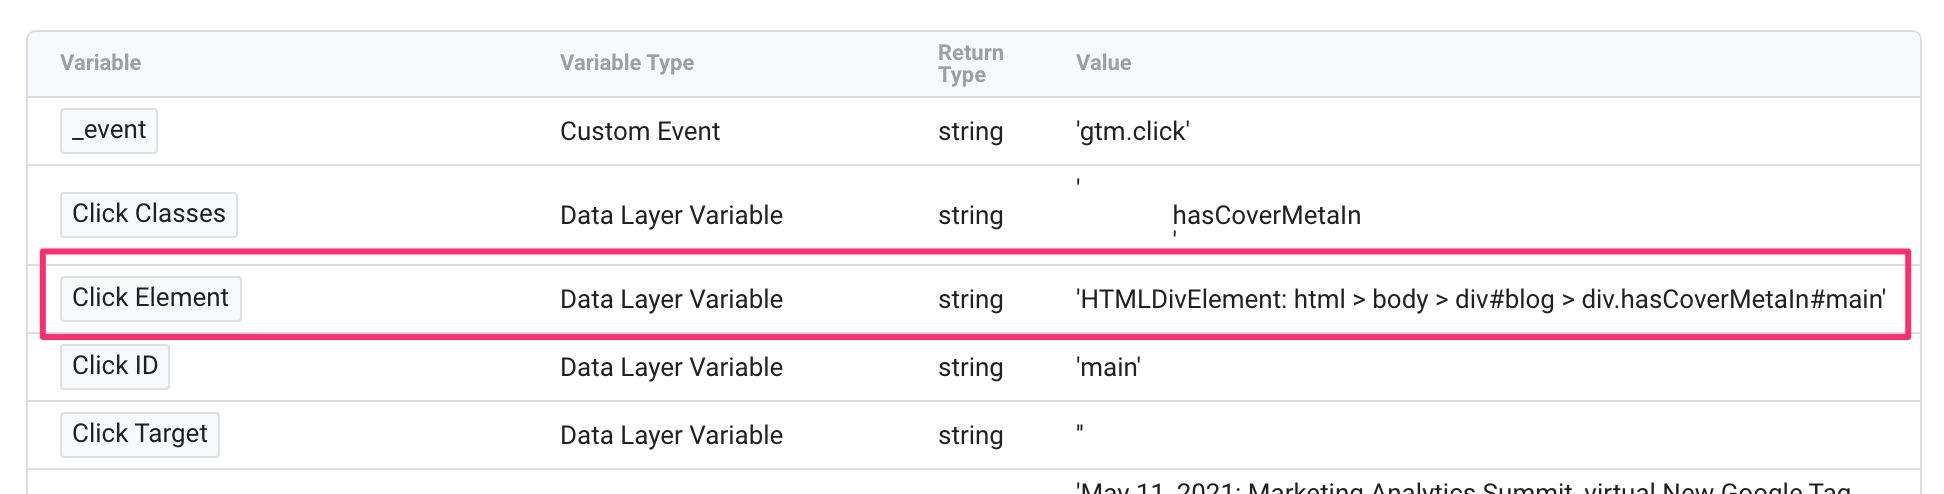 Variable Variable Type Return Type Value
_event Custom Event string 'gtm.click'
Click Classes Data Layer Variable string '
hasCoverMetaIn
'
Click Element Data Layer Variable string 'HTMLDivElement: html > body > div#blog > div.hasCoverMetaIn#main'
Click ID Data Layer Variable string 'main'
Click Target Data Layer Variable string ''
'May 11, 2021: Marketing Analytics Summit, virtual New Google Tag